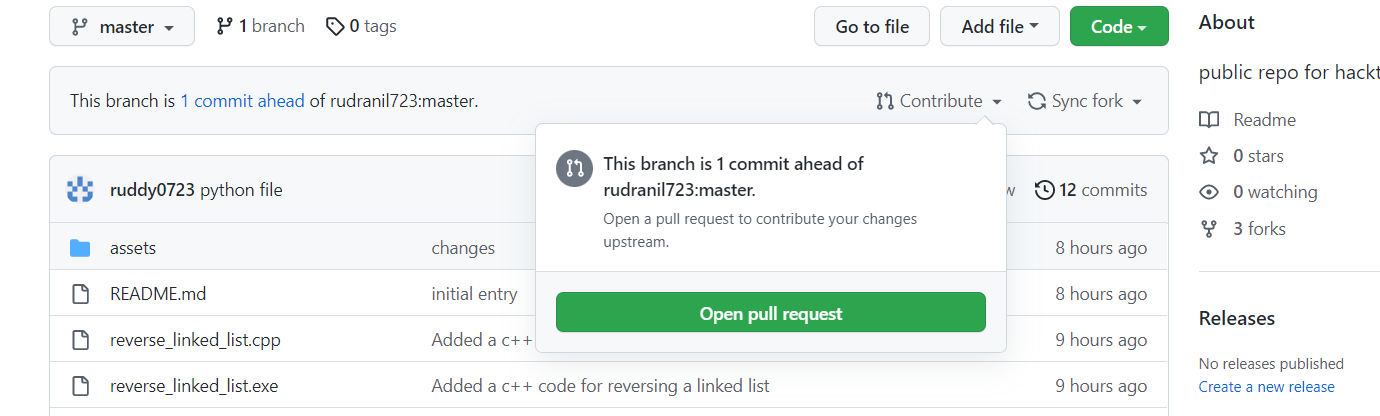 master
1 branch
0 tags
Go to file
Add file
Code
About
public repo for hackt
This branch is 1 commit ahead of rudranil723:master.
Contribute
Sync fork
This branch is 1 commit ahead of
rudranil723:master.
Open a pull request to contribute your changes
upstream.
Open pull request
ruddy0723 python file
w
12 commits
assets
changes
8 hours ago
README.md
initial entry
8 hours ago
reverse_linked_list.cpp
Added a c++
9 hours ago
reverse_linked_list.exe
Added a c++ code for reversing a linked list
9 hours ago
Readme
0 stars
0 watching
3 forks
Releases
No releases published
Create a new release